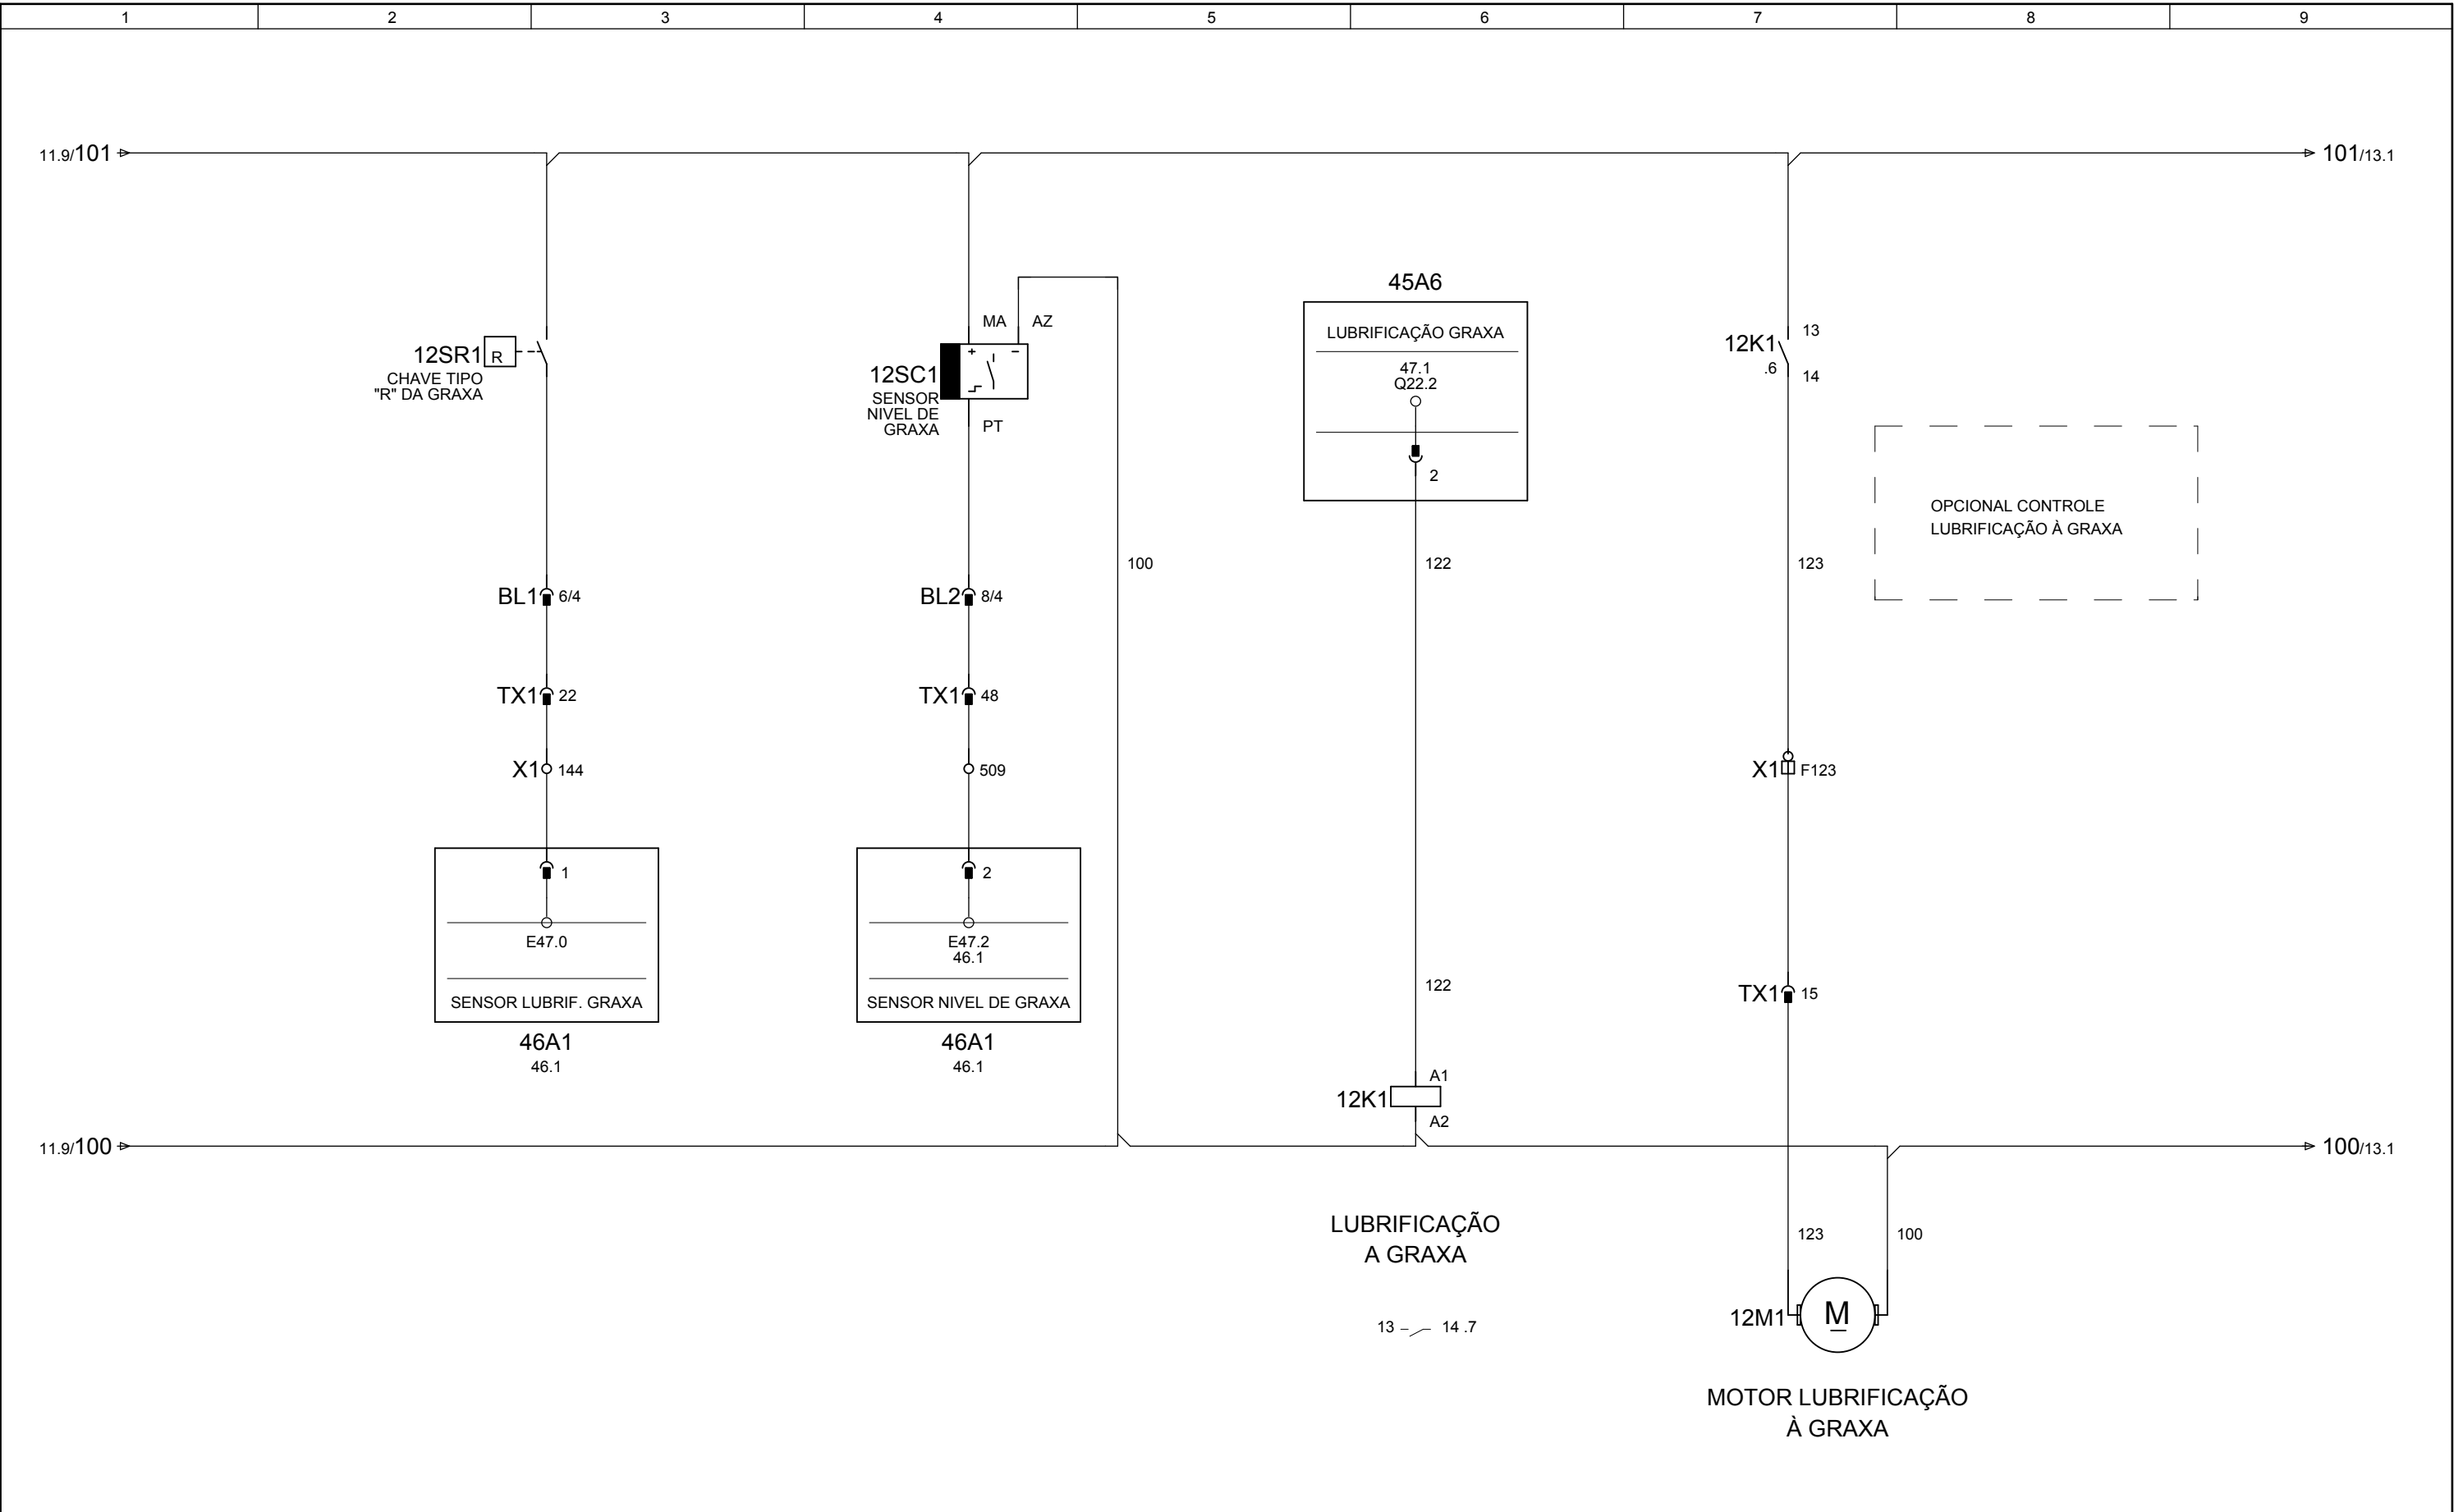 1 2 3 4 5 6 7 8 9
11.9/101
101/13.1
12SR1
R
CHAVE TIPO
"R" DA GRAXA
BL1 6/4
TX1 22
X1 144
1
E47.0
SENSOR LUBRIF. GRAXA
46A1
46.1
MA AZ
+ −
12SC1
SENSOR
NIVEL DE
GRAXA
PT
BL2 8/4
TX1 48
509
2
E47.2
46.1
SENSOR NIVEL DE GRAXA
46A1
46.1
100
45A6
LUBRIFICAÇÃO GRAXA
47.1
Q22.2
2
122
122
A1
12K1
A2
13
12K1
.6
14
123
OPCIONAL CONTROLE
LUBRIFICAÇÃO À GRAXA
X1 F123
TX1 15
11.9/100
100/13.1
LUBRIFICAÇÃO
A GRAXA
13 14 .7
123 100
12M1 M
MOTOR LUBRIFICAÇÃO
À GRAXA